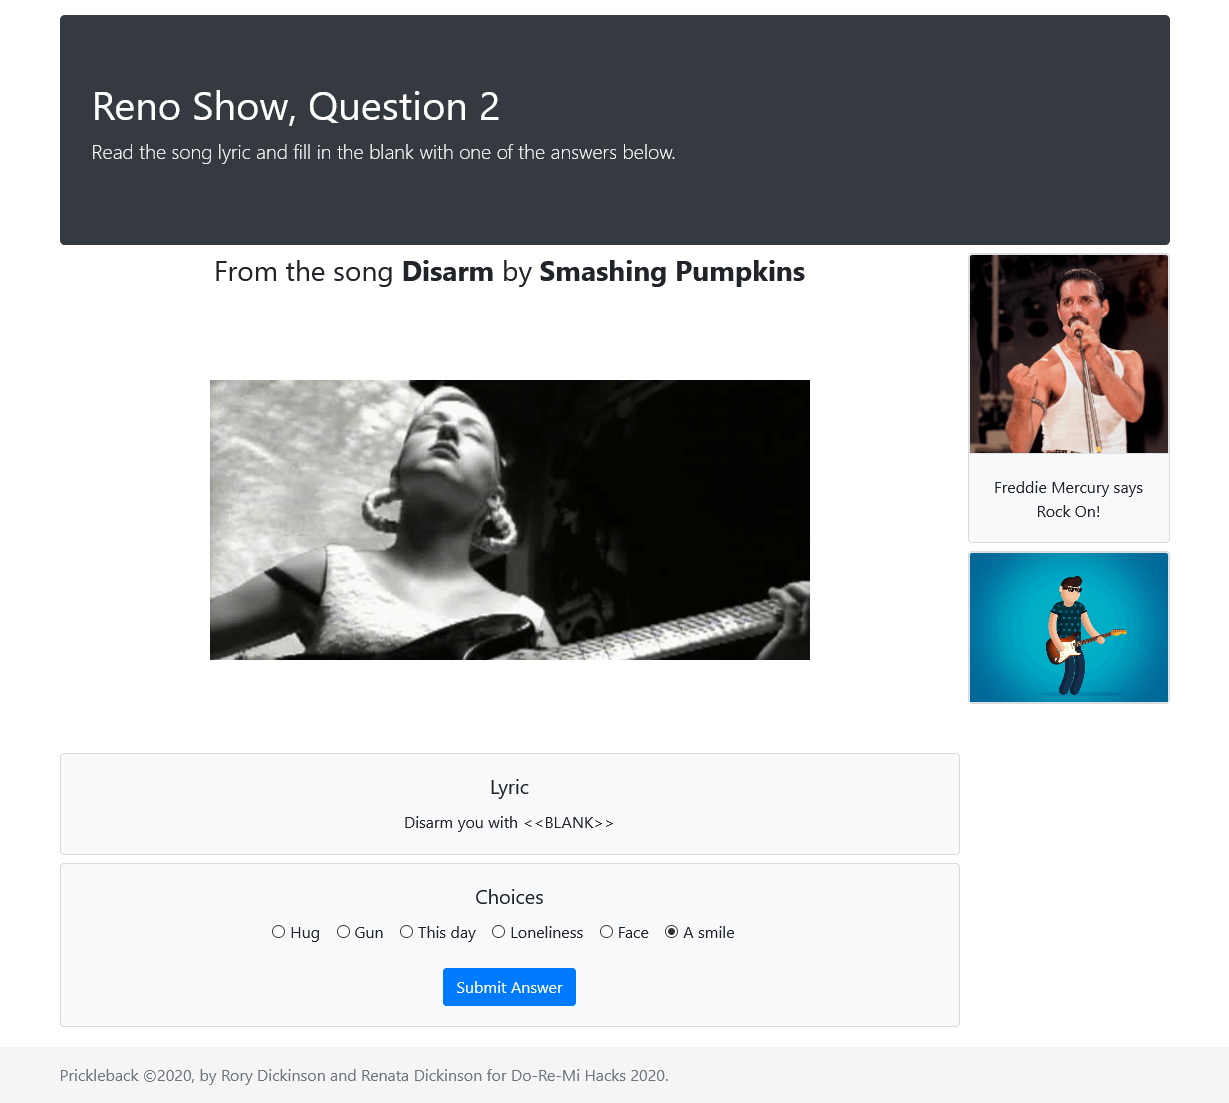 Reno Show, Question 2
Read the song lyric and fill in the blank with one of the answers below.
From the song Disarm by Smashing Pumpkins
Freddie Mercury says
Rock On!
Lyric
Disarm you with <<BLANK>>
Choices
Hug Gun This day Loneliness Face A smile
Submit Answer
Prickleback ©2020, by Rory Dickinson and Renata Dickinson for Do-Re-Mi Hacks 2020.